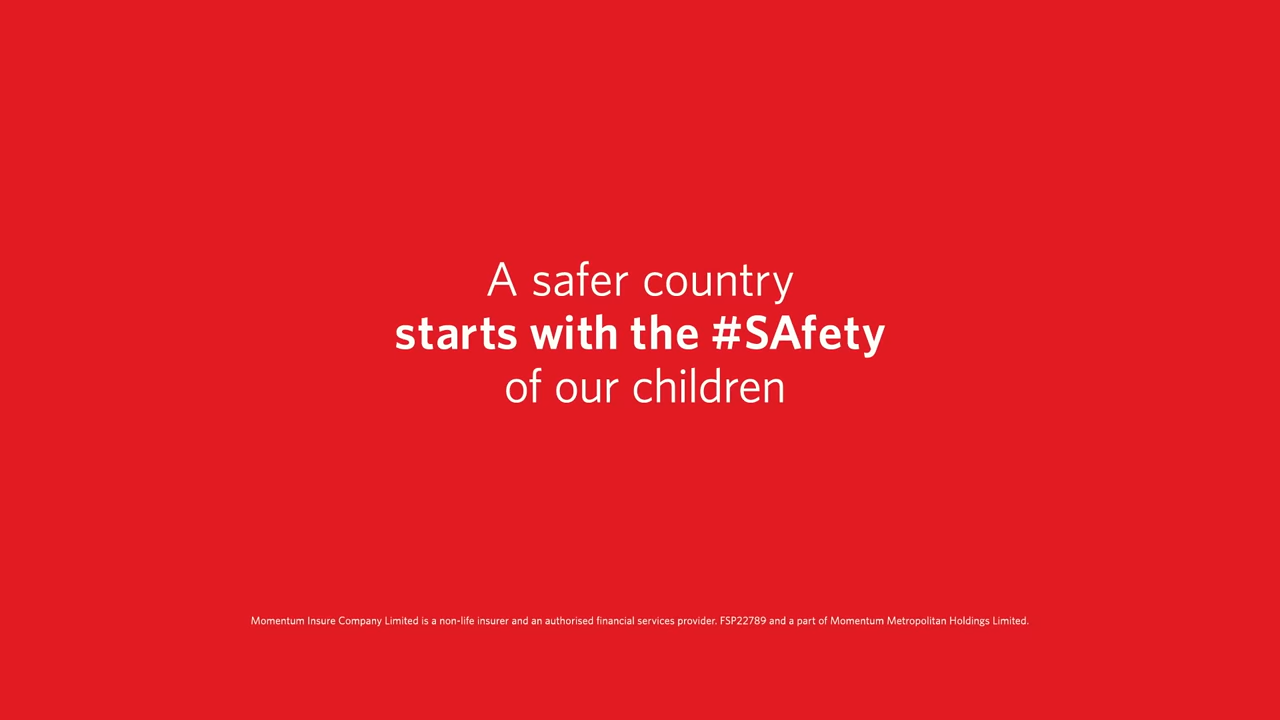 A safer country
starts with the #SAfety
of our children
Momentum Insure Company Limited is a non-life insurer and an authorised financial services provider. FSP22789 and a part of Momentum Metropolitan Holdings Limited.